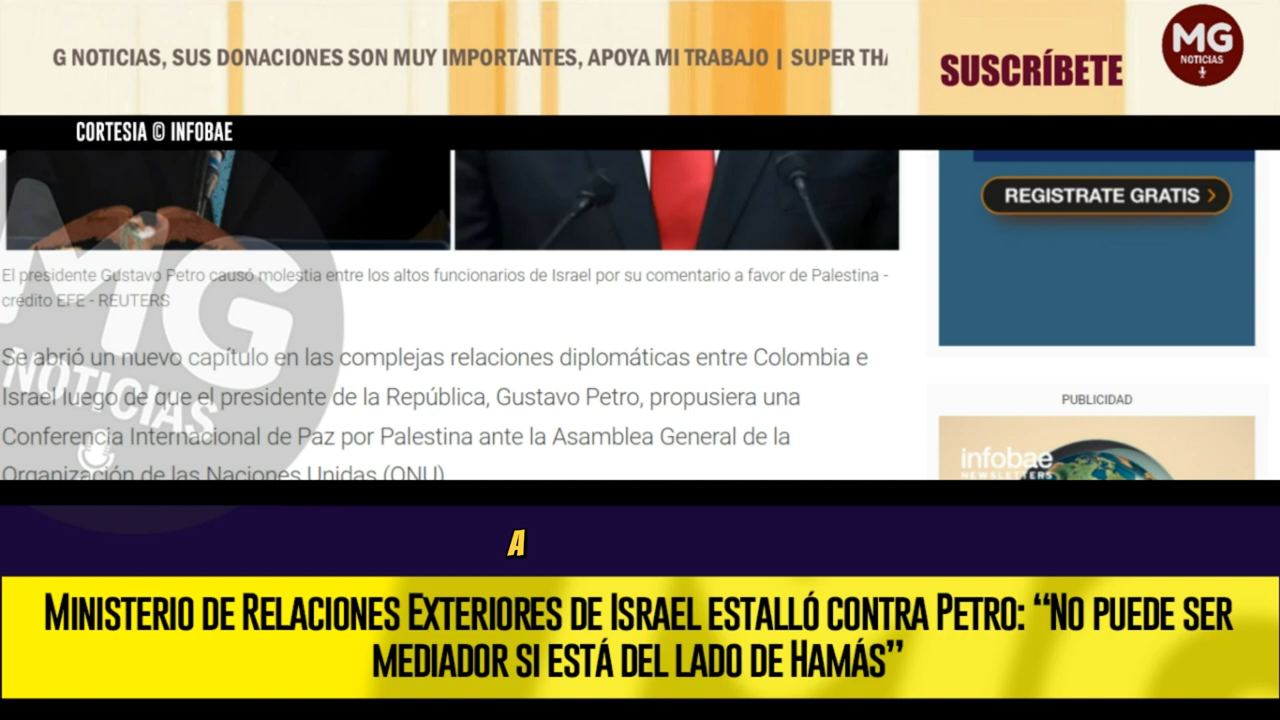 G NOTICIAS, SUS DONACIONES SON MUY IMPORTANTES, APOYA MI TRABAJO | SUPER THA
SUSCRÍBETE
MG
NOTICIAS
CORTESIA © INFOBAE
REGISTRATE GRATIS >
El presidente Gustavo Petro causó molestia entre los altos funcionarios de Israel por su comentario a favor de Palestina -
crédito EFE - REUTERS
MG
NOTICIAS
Se abrió un nuevo capítulo en las complejas relaciones diplomáticas entre Colombia e
Israel luego de que el presidente de la República, Gustavo Petro, propusiera una
Conferencia Internacional de Paz por Palestina ante la Asamblea General de la
Organización de las Naciones Unidas (ONU)
PUBLICIDAD
infobae
NEWSLETTERS
A
MINISTERIO DE RELACIONES EXTERIORES DE ISRAEL ESTALLÓ CONTRA PETRO: “NO PUEDE SER
MEDIADOR SI ESTÁ DEL LADO DE HAMÁS”